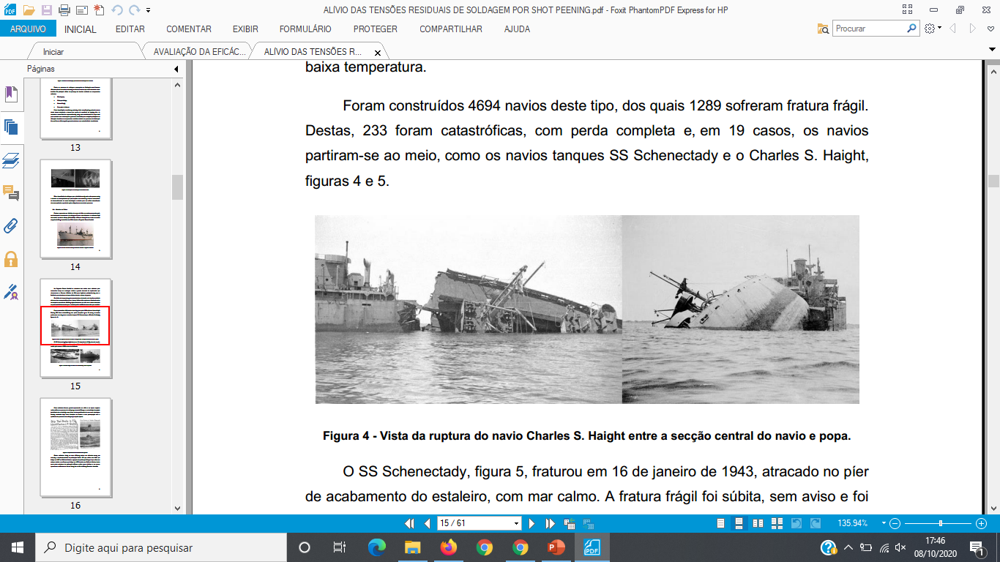 ALÍVIO DAS TENSÕES RESIDUAIS DE SOLDAGEM POR SHOT PEENING.pdf - Foxit PhantomPDF Express for HP
ARQUIVO INICIAL EDITAR COMENTAR EXIBIR FORMULÁRIO PROTEGER COMPARTILHAR AJUDA
Procurar
Iniciar
AVALIAÇÃO DA EFICÁC...
ALÍVIO DAS TENSÕES R...
Páginas
13
14
15
16
baixa temperatura.
Foram construídos 4694 navios deste tipo, dos quais 1289 sofreram fratura frágil.
Destas, 233 foram catastróficas, com perda completa e, em 19 casos, os navios
partiram-se ao meio, como os navios tanques SS Schenectady e o Charles S. Haight,
figuras 4 e 5.
Figura 4 - Vista da ruptura do navio Charles S. Haight entre a secção central do navio e popa.
O SS Schenectady, figura 5, fraturou em 16 de janeiro de 1943, atracado no píer
de acabamento do estaleiro, com mar calmo. A fratura frágil foi súbita, sem aviso e foi
15 / 61
135.94%
Digite aqui para pesquisar
17:46
08/10/2020
1